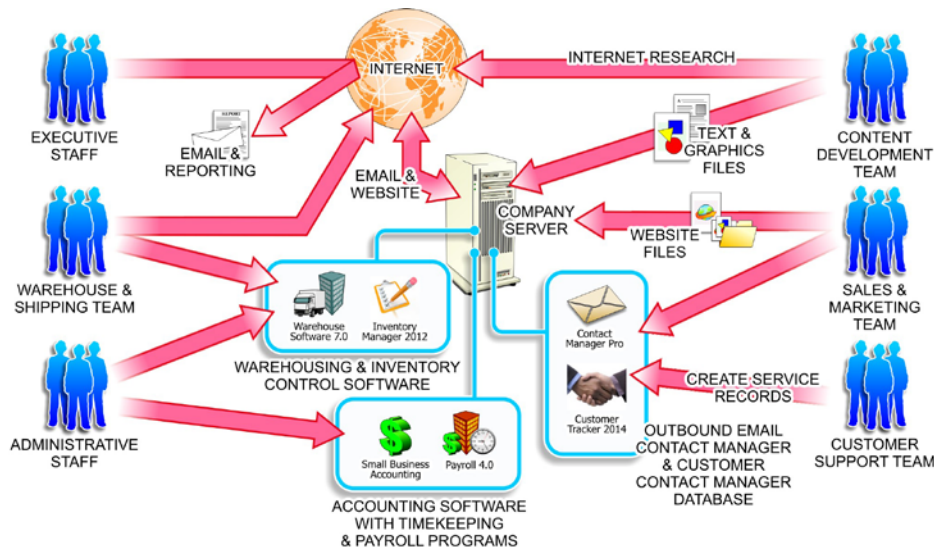 INTERNET
INTERNET RESEARCH
REPORT
EXECUTIVE
STAFF
EMAIL &
REPORTING
TEXT &
GRAPHICS
FILES
CONTENT
DEVELOPMENT
TEAM
EMAIL &
WEBSITE
COMPANY
SERVER
WEBSITE
FILES
WAREHOUSE &
SHIPPING TEAM
SALES &
MARKETING
TEAM
Warehouse
Software 7.0
Inventory
Manager 2012
WAREHOUSING & INVENTORY
CONTROL SOFTWARE
Contact
Manager Pro
Customer
Tracker 2014
CREATE SERVICE
RECORDS
ADMINISTRATIVE
STAFF
Small Business
Accounting
Payroll 4.0
ACCOUNTING SOFTWARE
WITH TIMEKEEPING
& PAYROLL PROGRAMS
OUTBOUND EMAIL
CONTACT MANAGER
& CUSTOMER
CONTACT MANAGER
DATABASE
CUSTOMER
SUPPORT TEAM